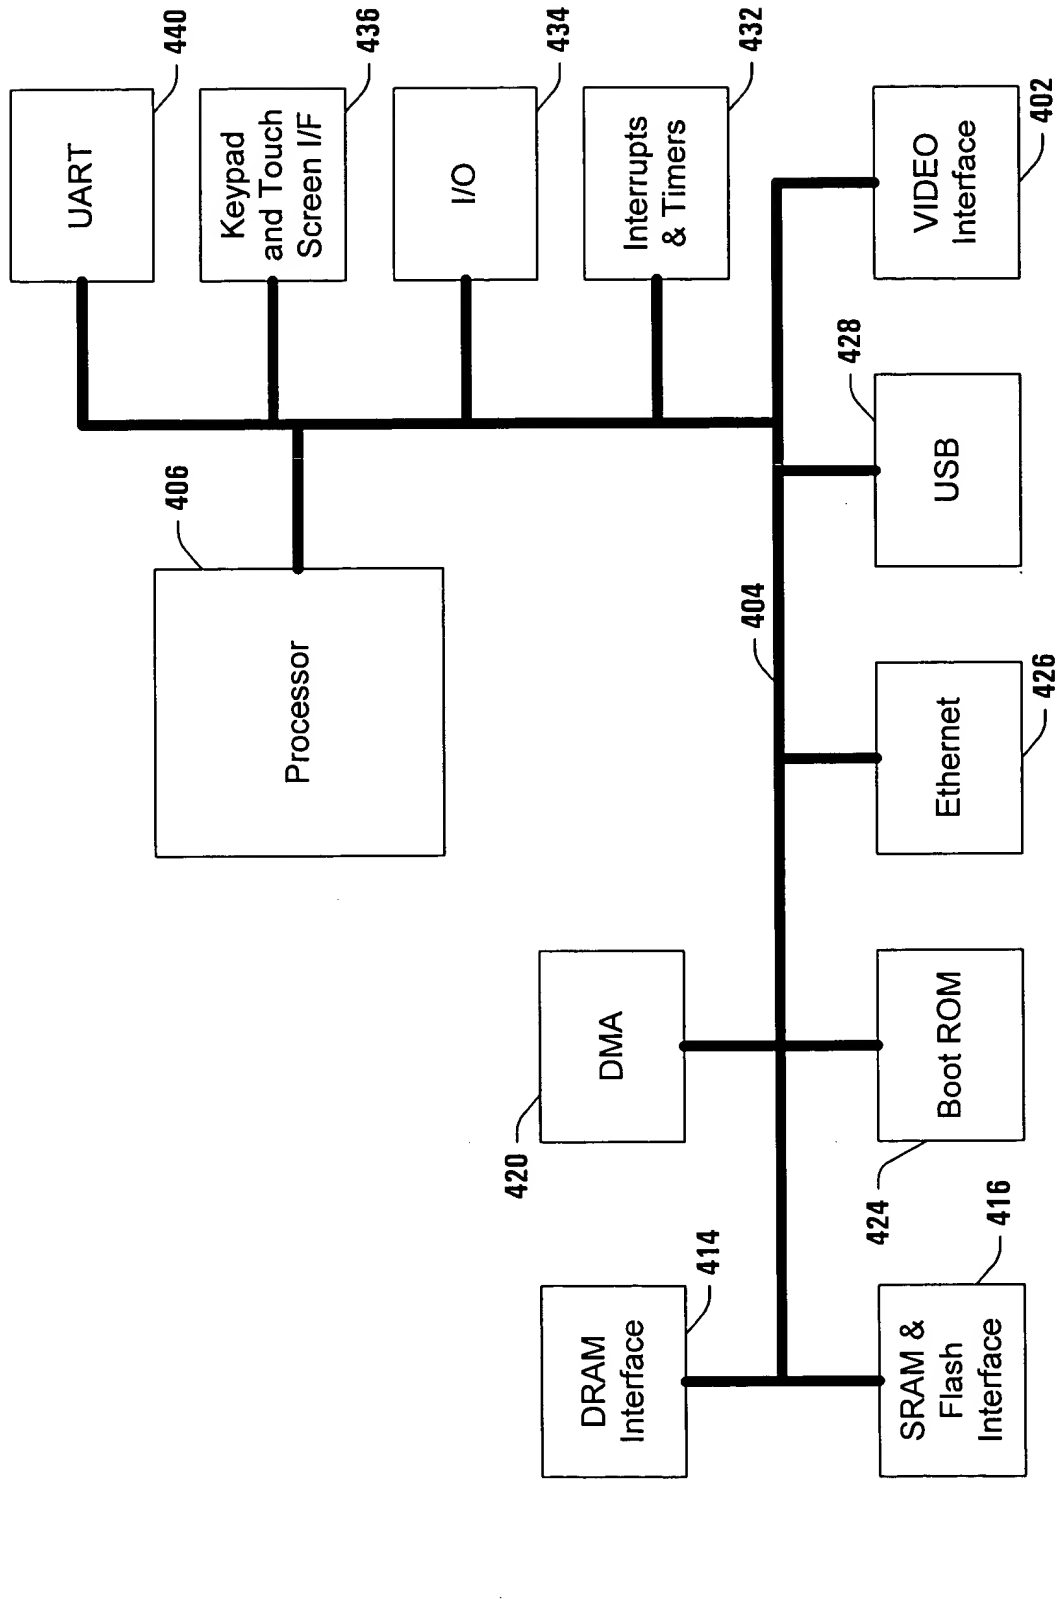 DRAM
Interface
414
DMA
420
Processor
406
UART
440
Keypad
and Touch
Screen I/F
436
I/O
434
Interrupts
& Timers
432
404
SRAM &
Flash
Interface
416
Boot ROM
424
Ethernet
426
USB
428
VIDEO
Interface
402